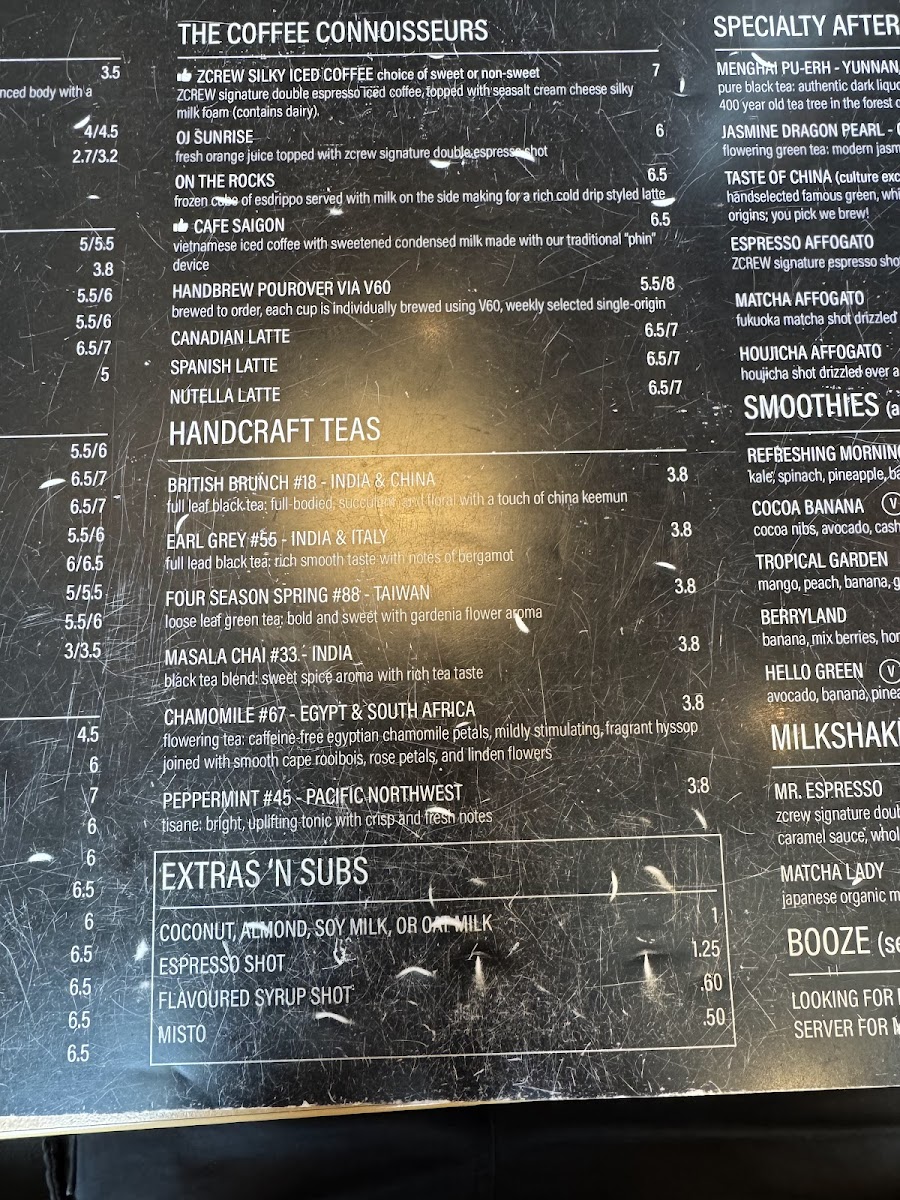 3.5
nced body with a
4/4.5
2.7/3.2
5/5.5
3.8
5.5/6
5.5/6
6.5/7
5
5.5/6
6.5/7
6.5/7
5.5/6
6/6.5
5/5.5
5.5/6
3/3.5
4.5
6
7
6
6
6.5
6
6.5
6.5
6.5
6.5
THE COFFEE CONNOISSEURS
ZCREW SILKY ICED COFFEE choice of sweet or non-sweet 7
ZCREW signature double espresso iced coffee, topped with seasalt cream cheese silky
milk foam (contains dairy).
OJ SUNRISE 6
fresh orange juice topped with zcrew signature double espresso shot
ON THE ROCKS 6.5
frozen cube of esdrippo served with milk on the side making for a rich cold drip styled latte
CAFE SAIGON 6.5
vietnamese iced coffee with sweetened condensed milk made with our traditional "phin"
device
HANDBREW POUROVER VIA V60 5.5/8
brewed to order, each cup is individually brewed using V60, weekly selected single-origin
CANADIAN LATTE 6.5/7
SPANISH LATTE 6.5/7
NUTELLA LATTE 6.5/7
HANDCRAFT TEAS
BRITISH BRUNCH #18 - INDIA & CHINA 3.8
full leaf black tea: full-bodied, succulent, and floral with a touch of china keemun
EARL GREY #55 - INDIA & ITALY 3.8
full lead black tea: rich smooth taste with notes of bergamot
FOUR SEASON SPRING #88 - TAIWAN 3.8
loose leaf green tea: bold and sweet with gardenia flower aroma
MASALA CHAI #33 - INDIA 3.8
black tea blend: sweet spice aroma with rich tea taste
CHAMOMILE #67 - EGYPT & SOUTH AFRICA 3.8
flowering tea: caffeine-free egyptian chamomile petals, mildly stimulating, fragrant hyssop
joined with smooth cape rooibois, rose petals, and linden flowers
PEPPERMINT #45 - PACIFIC NORTHWEST 3.8
tisane: bright, uplifting tonic with crisp and fresh notes
EXTRAS 'N SUBS
COCONUT, ALMOND, SOY MILK, OR OAT MILK 1
ESPRESSO SHOT 1.25
FLAVOURED SYRUP SHOT .60
MISTO .50
SPECIALTY AFTER
MENGHAI PU-ERH - YUNNAN,
pure black tea: authentic dark liquo
400 year old tea tree in the forest o
JASMINE DRAGON PEARL -
flowering green tea: modern jasm
TASTE OF CHINA (culture exc
handselected famous green, whi
origins; you pick we brew!
ESPRESSO AFFOGATO
ZCREW signature espresso sho
MATCHA AFFOGATO
fukuoka matcha shot drizzled
HOUJICHA AFFOGATO
houjicha shot drizzled over a
SMOOTHIES (a
REFRESHING MORNING
kale, spinach, pineapple, ba
COCOA BANANA V
cocoa nibs, avocado, cash
TROPICAL GARDEN
mango, peach, banana, g
BERRYLAND
banana, mix berries, hon
HELLO GREEN V
avocado, banana, pinea
MILKSHAKE
MR. ESPRESSO
zcrew signature doub
caramel sauce, whol
MATCHA LADY
japanese organic m
BOOZE (se
LOOKING FOR
SERVER FOR M